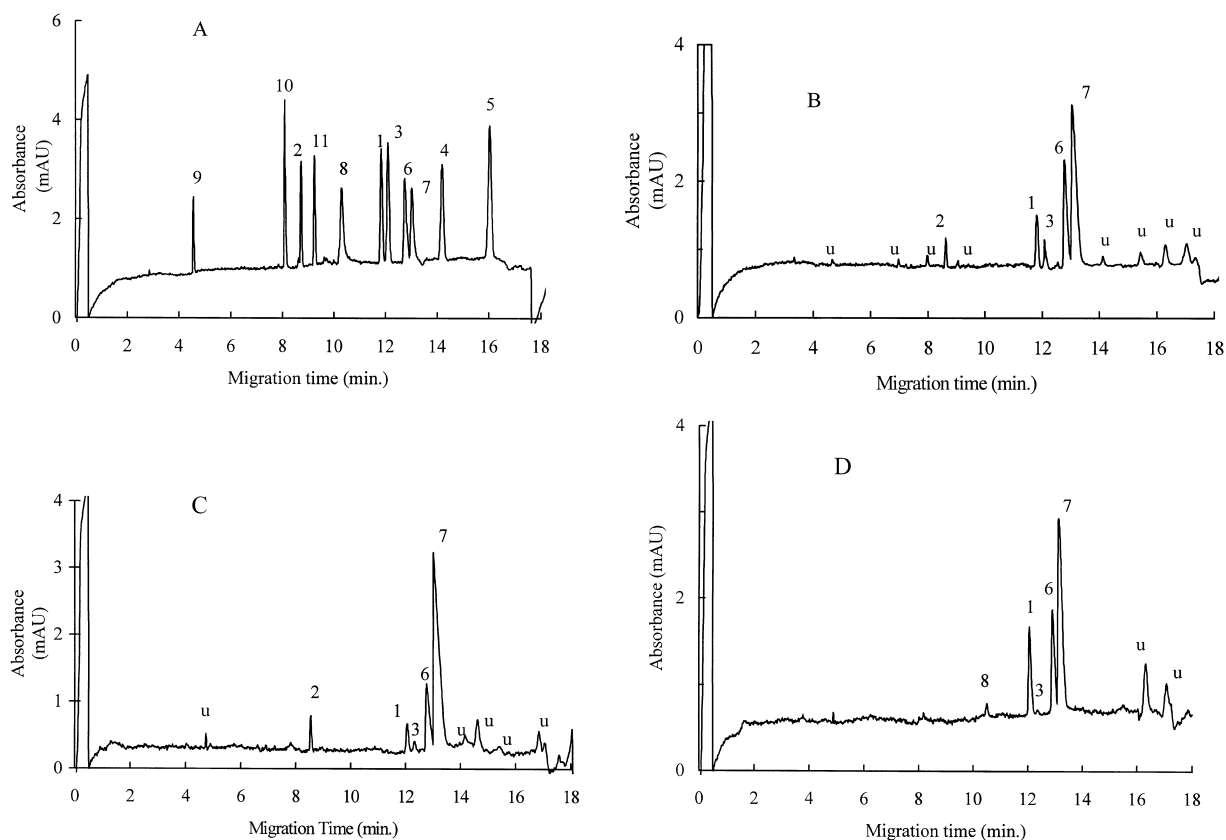 A
Absorbance
(mAU)
6
4
2
0
9
10
2
11
8
1
3
6
7
4
5
0 2 4 6 8 10 12 14 16 18
Migration time (min.)
B
Absorbance
(mAU)
4
2
0
u
u
u
2
u
1
3
6
7
u
u
u
u
0 2 4 6 8 10 12 14 16 18
Migration time (min.)
C
Absorbance
(mAU)
4
3
2
1
0
u
2
1
3
6
7
u
u
u
u
0 2 4 6 8 10 12 14 16 18
Migration Time (min.)
D
Absorbance (mAU)
4
2
0
8
1
3
6
7
u
u
0 2 4 6 8 10 12 14 16 18
Migration time (min.)